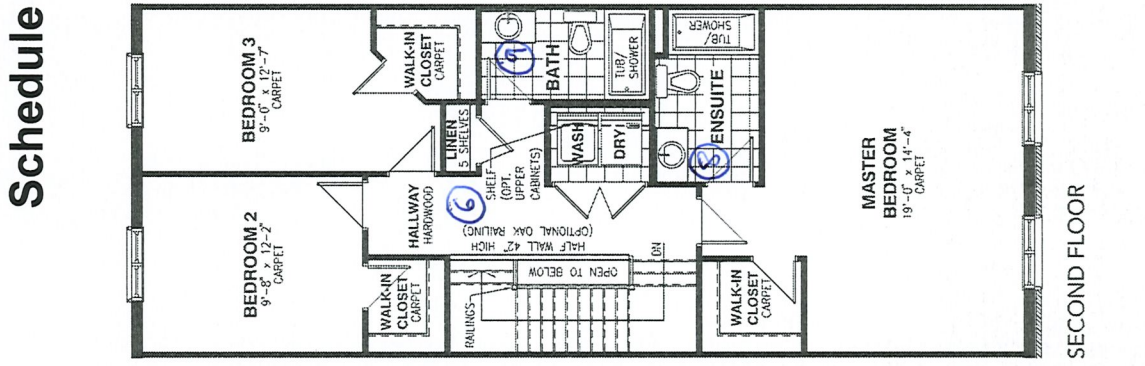 Schedule
BEDROOM 3
9'-0" x 12'-7"
CARPET
WALK-IN
CLOSET
CARPET
BATH
TUB/
SHOWER
TUB/
SHOWER
9
LINEN
5 SHELVES
WASH
DRY
ENSUITE
8
BEDROOM 2
9'-8" x 12'-2"
CARPET
HALLWAY
HARDWOOD
6
SHELF
(OPT.
UPPER
CABINETS)
HALF WALL 42" HIGH
(OPTIONAL OAK RAILING)
WALK-IN
CLOSET
CARPET
RAILINGS
OPEN TO BELOW
DN
WALK-IN
CLOSET
CARPET
MASTER
BEDROOM
19'-0" x 14'-4"
CARPET
SECOND FLOOR